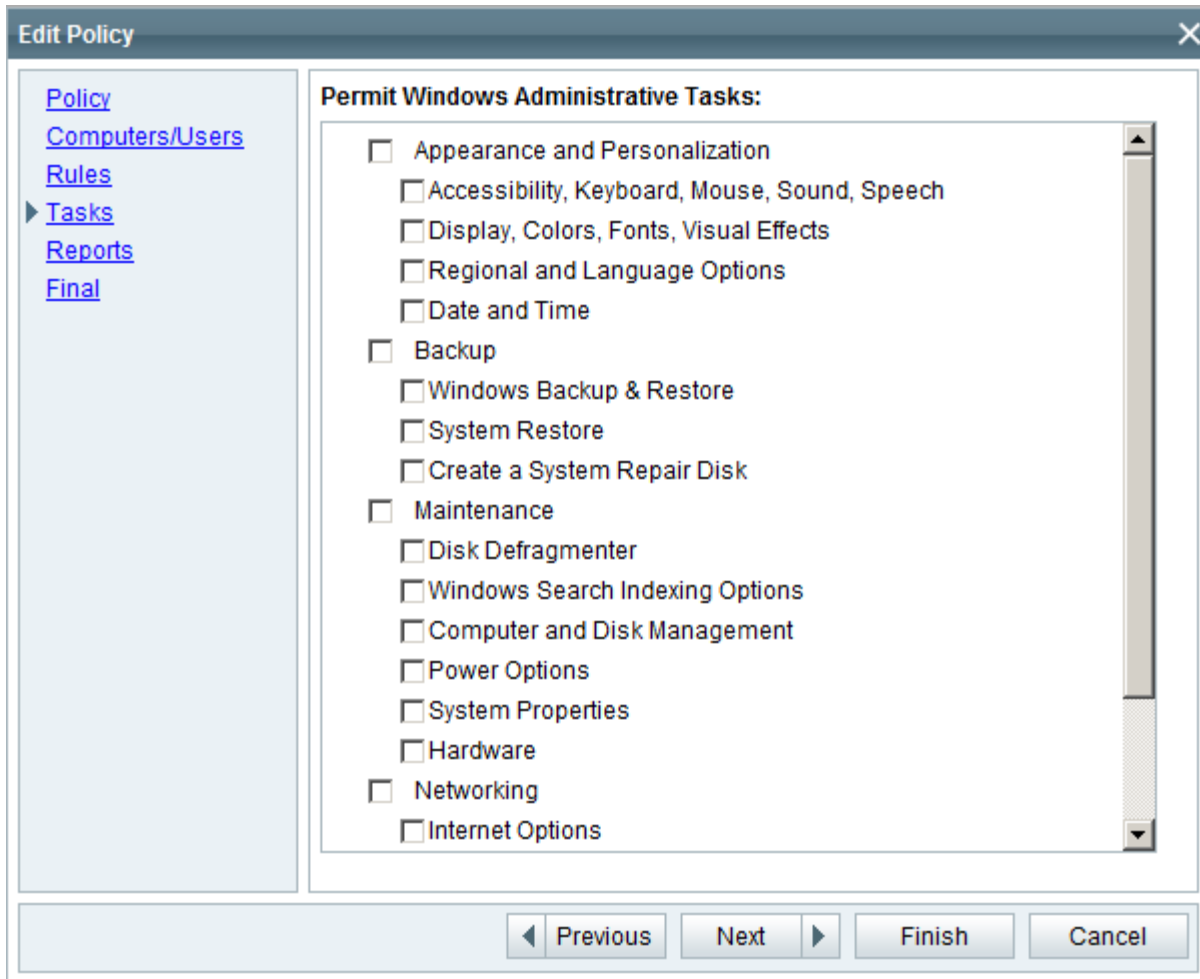 Edit Policy
Policy
Computers/Users
Rules
Tasks
Reports
Final
Permit Windows Administrative Tasks:
Appearance and Personalization
Accessibility, Keyboard, Mouse, Sound, Speech
Display, Colors, Fonts, Visual Effects
Regional and Language Options
Date and Time
Backup
Windows Backup & Restore
System Restore
Create a System Repair Disk
Maintenance
Disk Defragmenter
Windows Search Indexing Options
Computer and Disk Management
Power Options
System Properties
Hardware
Networking
Internet Options
Previous Next Finish Cancel